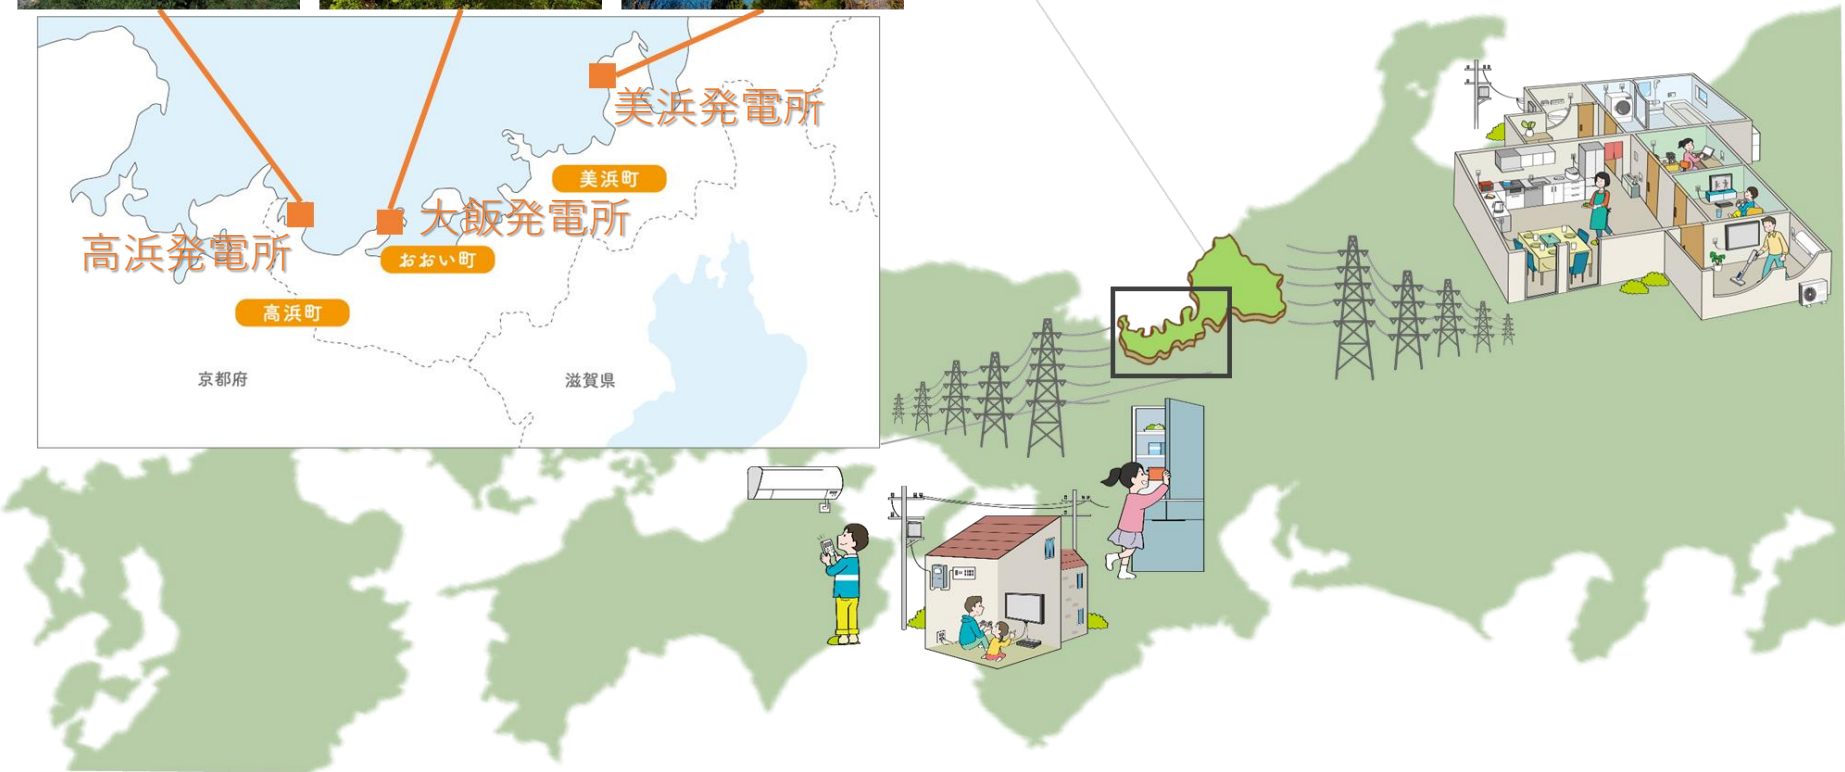 美浜発電所
美浜町
大飯発電所
高浜発電所
おおい町
高浜町
京都府
滋賀県